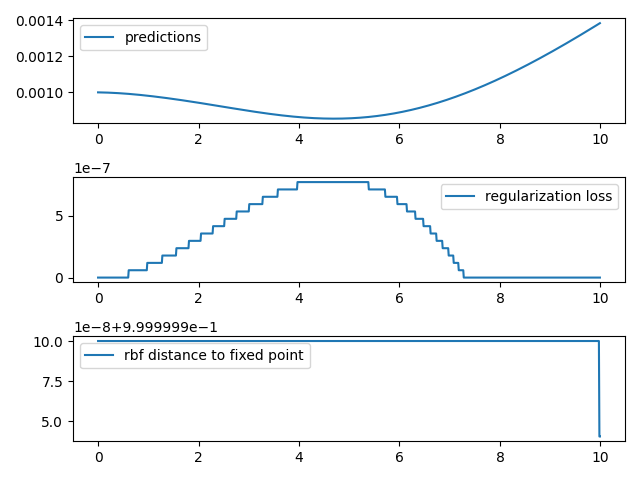 0.0014
0.0012
0.0010
predictions
0 2 4 6 8 10
1e−7
5
0
regularization loss
0 2 4 6 8 10
1e−8+9.999999e−1
10.0
7.5
5.0
rbf distance to fixed point
0 2 4 6 8 10